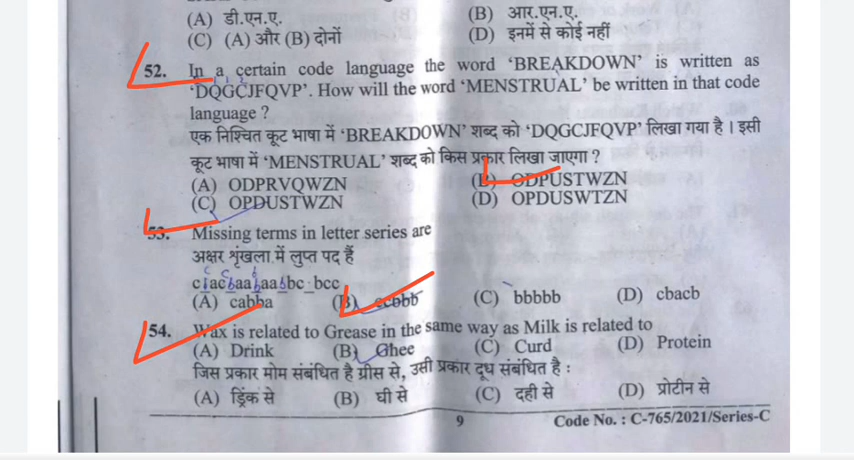 (A) डी.एन.ए. (B) आर.एन.ए.
(C) (A) और (B) दोनों (D) इनमें से कोई नहीं
52. In a certain code language the word ‘BREAKDOWN’ is written as
‘DQGCJFQVP’. How will the word ‘MENSTRUAL’ be written in that code
language ?
एक निश्चित कूट भाषा में ‘BREAKDOWN’ शब्द को ‘DQGCJFQVP’ लिखा गया है । इसी
कूट भाषा में ‘MENSTRUAL’ शब्द को किस प्रकार लिखा जाएगा ?
(A) ODPRVQWZN (B) ODPUSTWZN
(C) OPDUSTWZN (D) OPDUSWTZN
53. Missing terms in letter series are
अक्षर शृंखला में लुप्त पद हैं
c_ac_aa_aa_bc_bcc
(A) cabba (B) ccbbb (C) bbbbb (D) cbacb
54. Wax is related to Grease in the same way as Milk is related to
(A) Drink (B) Ghee (C) Curd (D) Protein
जिस प्रकार मोम संबंधित है ग्रीस से, उसी प्रकार दूध संबंधित है :
(A) ड्रिंक से (B) घी से (C) दही से (D) प्रोटीन से
9 Code No. : C-765/2021/Series-C